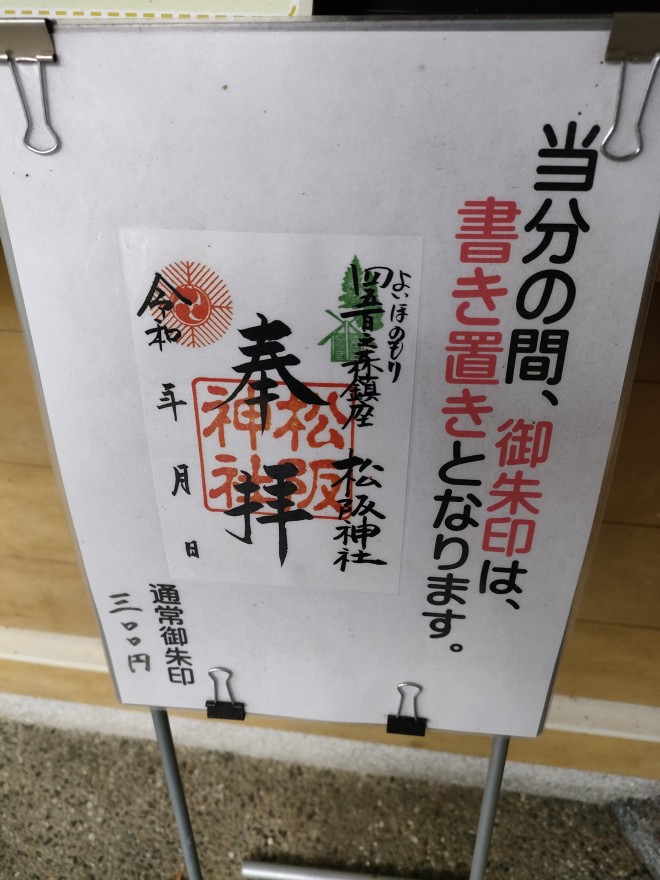 当分の間、御朱印は、
書き置きとなります。
よいほのもり
四五百之森鎮座 松阪神社
奉拝
松阪神社
令和 年 月 日
通常御朱印
三〇〇円